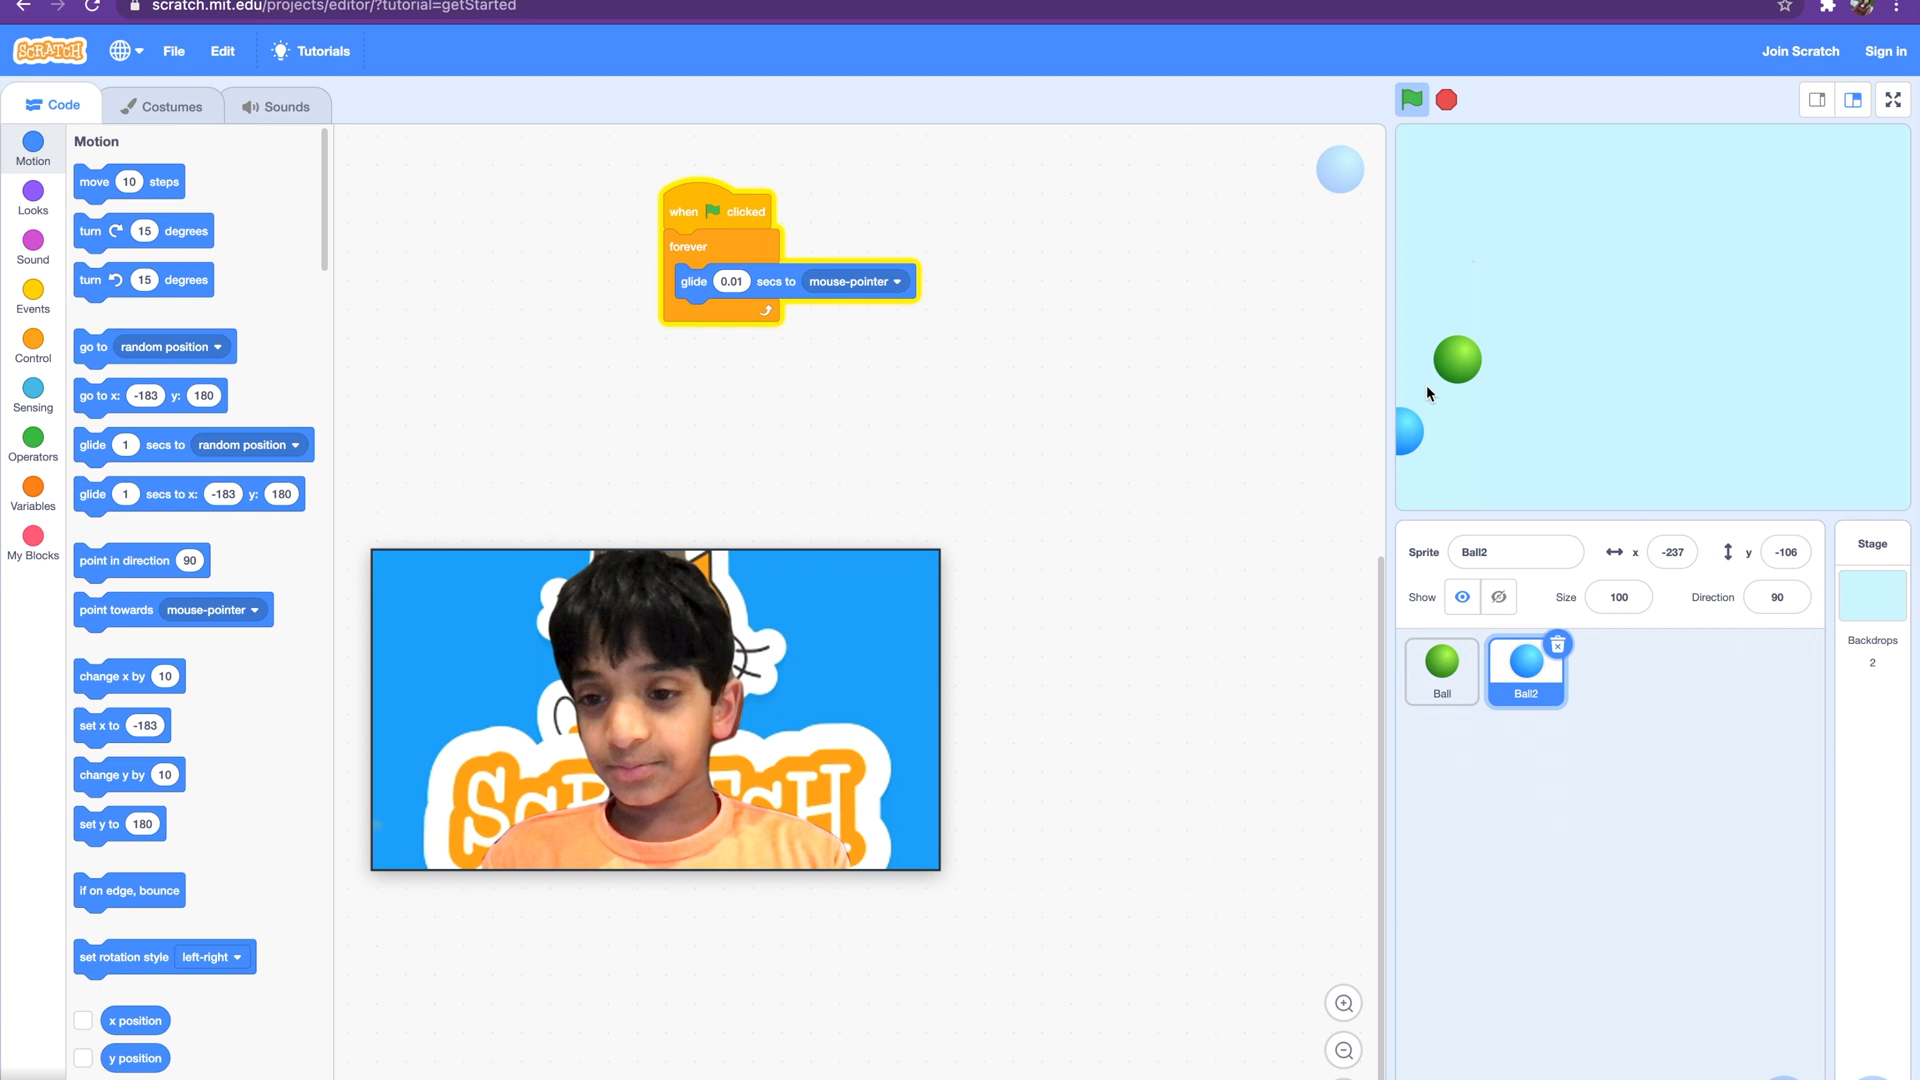 scratch.mit.edu/projects/editor/?tutorial=getStarted
SCRATCH File Edit Tutorials Join Scratch Sign in
Code Costumes Sounds
Motion
Looks
Sound
Events
Control
Sensing
Operators
Variables
My Blocks
Motion
move 10 steps
turn 15 degrees
turn 15 degrees
go to random position
go to x: -183 y: 180
glide 1 secs to random position
glide 1 secs to x: -183 y: 180
point in direction 90
point towards mouse-pointer
change x by 10
set x to -183
change y by 10
set y to 180
if on edge, bounce
set rotation style left-right
x position
y position
when clicked
forever
glide 0.01 secs to mouse-pointer
Sprite Ball2 x -237 y -106
Show Size 100 Direction 90
Ball
Ball2
Stage
Backdrops
2